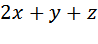 2x + y + z